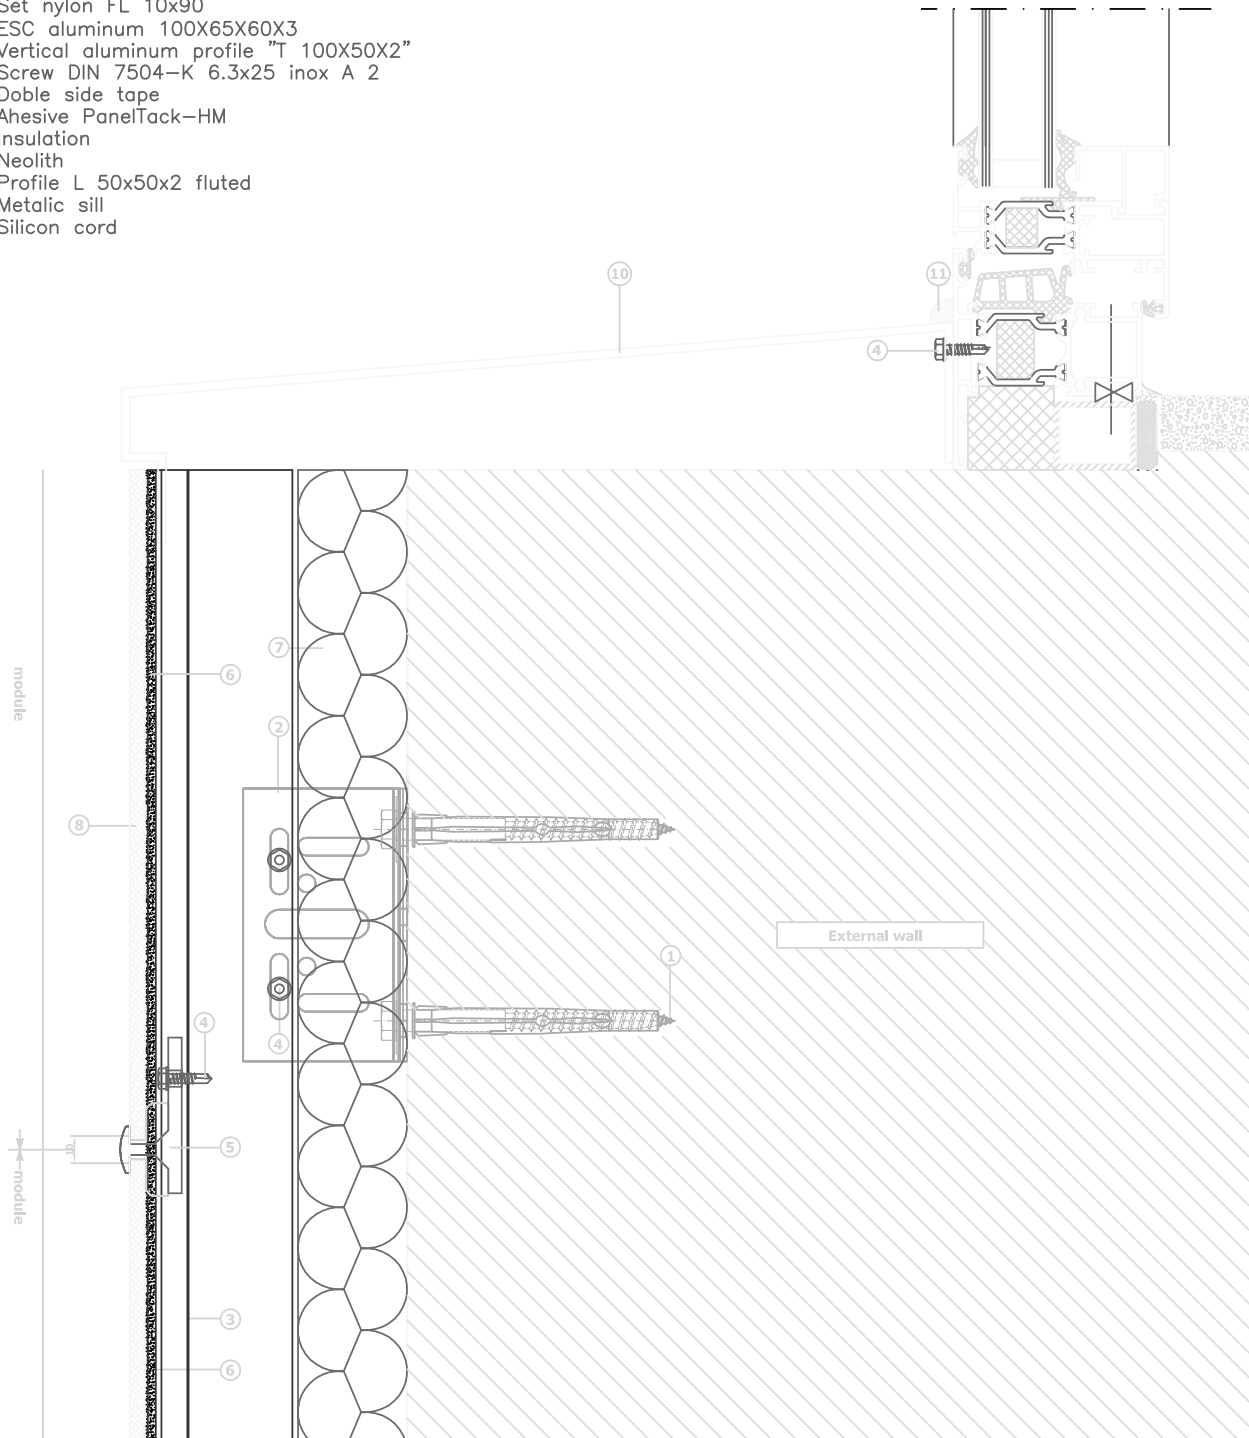 Set nylon FL 10x90
ESC aluminum 100X65X60X3
Vertical aluminum profile "T 100X50X2"
Screw DIN 7504-K 6.3x25 inox A 2
Doble side tape
Ahesive PanelTack-HM
Insulation
Neolith
Profile L 50x50x2 fluted
Metalic sill
Silicon cord
10
11
4
7
6
module
2
8
External wall
1
4
4
10
5
module
3
6